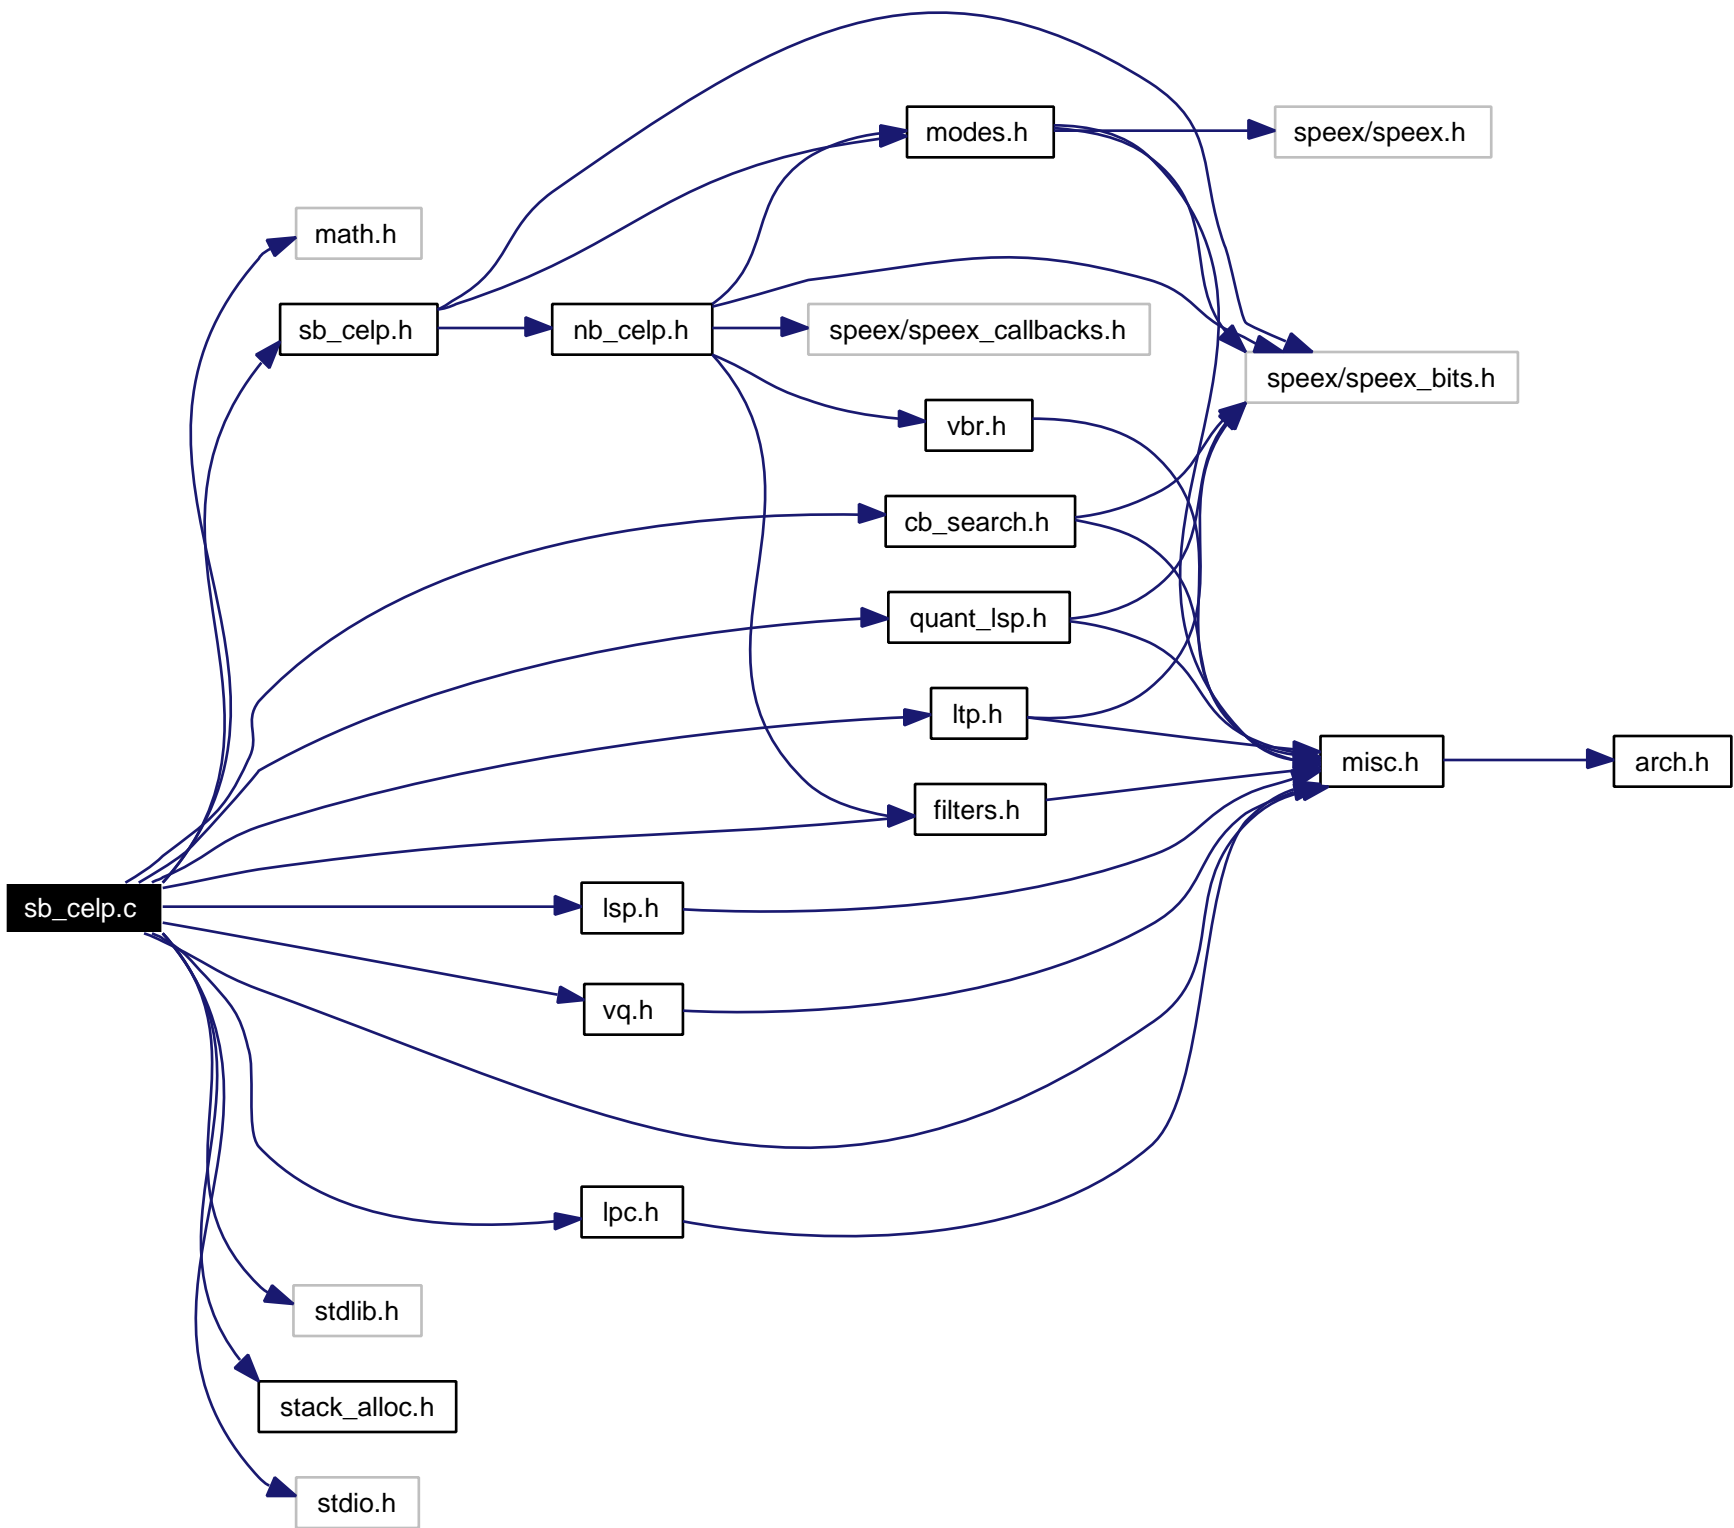 modes.h
speex/speex.h
math.h
sb_celp.h
nb_celp.h
speex/speex_callbacks.h
speex/speex_bits.h
vbr.h
cb_search.h
quant_lsp.h
ltp.h
misc.h
arch.h
filters.h
sb_celp.c
lsp.h
vq.h
lpc.h
stdlib.h
stack_alloc.h
stdio.h